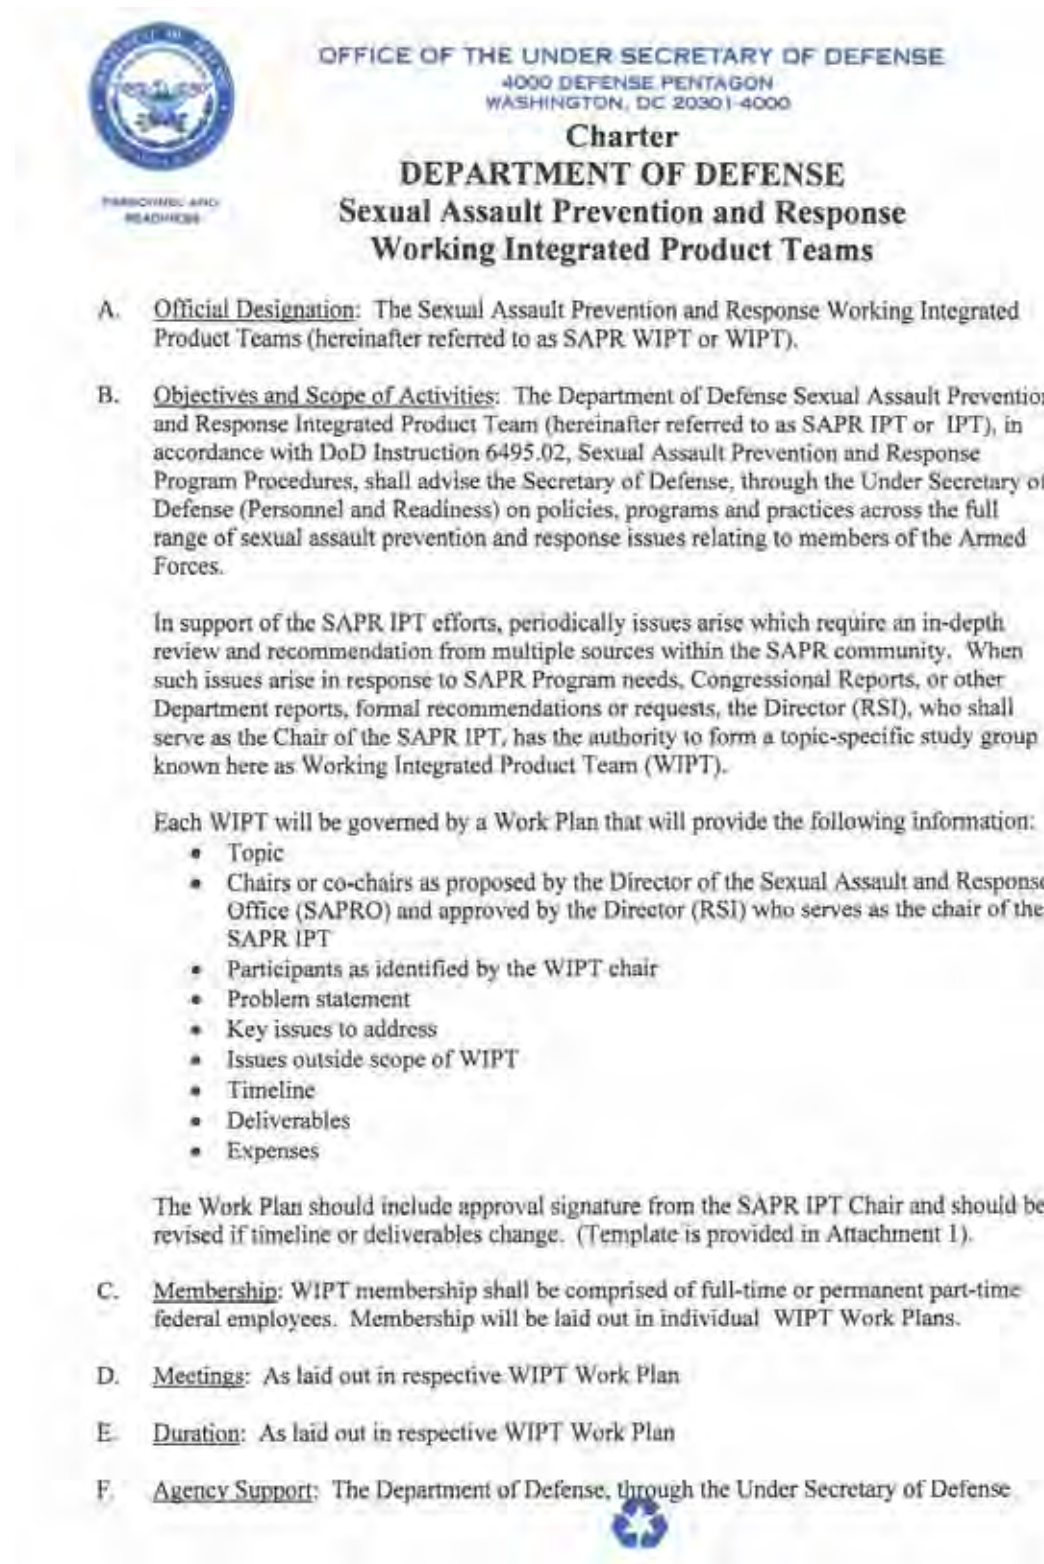 OFFICE OF THE UNDER SECRETARY OF DEFENSE
4000 DEFENSE PENTAGON
WASHINGTON, DC 20301-4000
PERSONNEL AND
READINESS
Charter
DEPARTMENT OF DEFENSE
Sexual Assault Prevention and Response
Working Integrated Product Teams
A. Official Designation: The Sexual Assault Prevention and Response Working Integrated
Product Teams (hereinafter referred to as SAPR WIPT or WIPT).
B. Objectives and Scope of Activities: The Department of Defense Sexual Assault Prevention
and Response Integrated Product Team (hereinafter referred to as SAPR IPT or IPT), in
accordance with DoD Instruction 6495.02, Sexual Assault Prevention and Response
Program Procedures, shall advise the Secretary of Defense, through the Under Secretary of
Defense (Personnel and Readiness) on policies, programs and practices across the full
range of sexual assault prevention and response issues relating to members of the Armed
Forces.
In support of the SAPR IPT efforts, periodically issues arise which require an in-depth
review and recommendation from multiple sources within the SAPR community. When
such issues arise in response to SAPR Program needs, Congressional Reports, or other
Department reports, formal recommendations or requests, the Director (RSI), who shall
serve as the Chair of the SAPR IPT, has the authority to form a topic-specific study group
known here as Working Integrated Product Team (WIPT).
Each WIPT will be governed by a Work Plan that will provide the following information:
• Topic
• Chairs or co-chairs as proposed by the Director of the Sexual Assault and Response
Office (SAPRO) and approved by the Director (RSI) who serves as the chair of the
SAPR IPT
• Participants as identified by the WIPT chair
• Problem statement
• Key issues to address
• Issues outside scope of WIPT
• Timeline
• Deliverables
• Expenses
The Work Plan should include approval signature from the SAPR IPT Chair and should be
revised if timeline or deliverables change. (Template is provided in Attachment 1).
C. Membership: WIPT membership shall be comprised of full-time or permanent part-time
federal employees. Membership will be laid out in individual WIPT Work Plans.
D. Meetings: As laid out in respective WIPT Work Plan
E. Duration: As laid out in respective WIPT Work Plan
F. Agency Support: The Department of Defense, through the Under Secretary of Defense